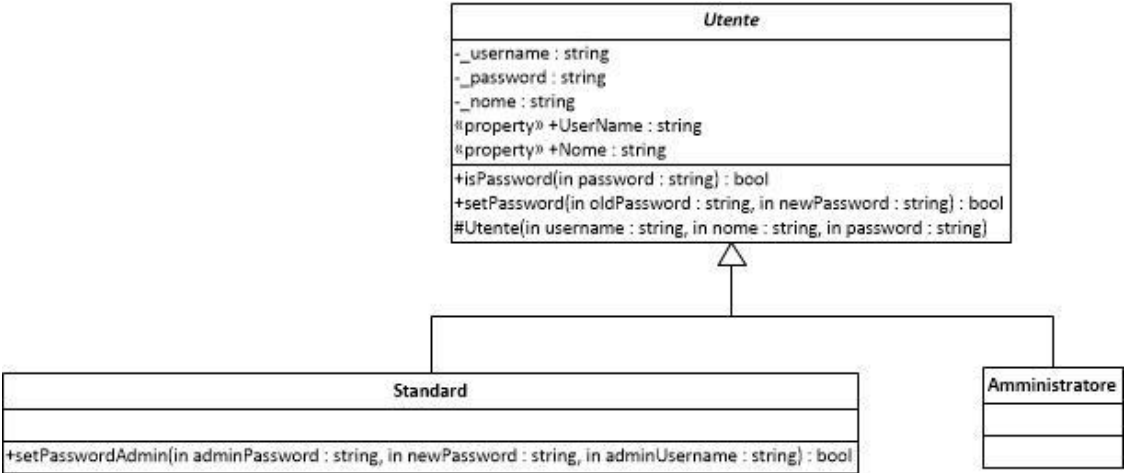 Utente
-_username : string
-_password : string
-_nome : string
«property» +UserName : string
«property» +Nome : string
+isPassword(in password : string) : bool
+setPassword(in oldPassword : string, in newPassword : string) : bool
#Utente(in username : string, in nome : string, in password : string)
Standard
+setPasswordAdmin(in adminPassword : string, in newPassword : string, in adminUsername : string) : bool
Amministratore